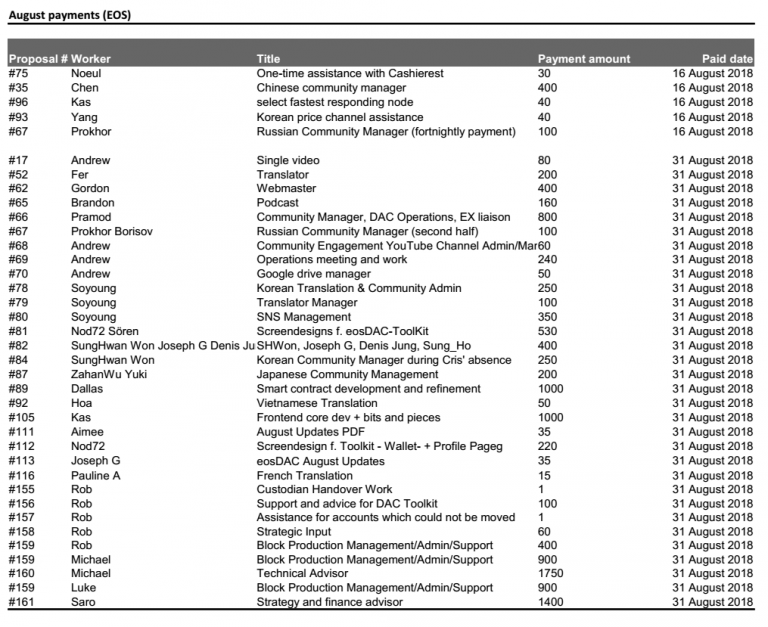 August payments (EOS)
Proposal # Worker Title Payment amount Paid date
#75 Noeul One-time assistance with Cashierest 30 16 August 2018
#35 Chen Chinese community manager 400 16 August 2018
#96 Kas select fastest responding node 40 16 August 2018
#93 Yang Korean price channel assistance 40 16 August 2018
#67 Prokhor Russian Community Manager (fortnightly payment) 100 16 August 2018
#17 Andrew Single video 80 31 August 2018
#52 Fer Translator 200 31 August 2018
#62 Gordon Webmaster 400 31 August 2018
#65 Brandon Podcast 160 31 August 2018
#66 Pramod Community Manager, DAC Operations, EX liaison 800 31 August 2018
#67 Prokhor Borisov Russian Community Manager (second half) 100 31 August 2018
#68 Andrew Community Engagement YouTube Channel Admin/Mar 60 31 August 2018
#69 Andrew Operations meeting and work 240 31 August 2018
#70 Andrew Google drive manager 50 31 August 2018
#78 Soyoung Korean Translation & Community Admin 250 31 August 2018
#79 Soyoung Translator Manager 100 31 August 2018
#80 Soyoung SNS Management 350 31 August 2018
#81 Nod72 Sören Screendesigns f. eosDAC-ToolKit 530 31 August 2018
#82 SungHwan Won Joseph G Denis Ju SHWon, Joseph G, Denis Jung, Sung_Ho 400 31 August 2018
#84 SungHwan Won Korean Community Manager during Cris' absence 250 31 August 2018
#87 ZahanWu Yuki Japanese Community Management 200 31 August 2018
#89 Dallas Smart contract development and refinement 1000 31 August 2018
#92 Hoa Vietnamese Translation 50 31 August 2018
#105 Kas Frontend core dev + bits and pieces 1000 31 August 2018
#111 Aimee August Updates PDF 35 31 August 2018
#112 Nod72 Screendesign f. Toolkit - Wallet- + Profile Pageg 220 31 August 2018
#113 Joseph G eosDAC August Updates 35 31 August 2018
#116 Pauline A French Translation 15 31 August 2018
#155 Rob Custodian Handover Work 1 31 August 2018
#156 Rob Support and advice for DAC Toolkit 100 31 August 2018
#157 Rob Assistance for accounts which could not be moved 1 31 August 2018
#158 Rob Strategic Input 60 31 August 2018
#159 Rob Block Production Management/Admin/Support 400 31 August 2018
#159 Michael Block Production Management/Admin/Support 900 31 August 2018
#160 Michael Technical Advisor 1750 31 August 2018
#159 Luke Block Production Management/Admin/Support 900 31 August 2018
#161 Saro Strategy and finance advisor 1400 31 August 2018